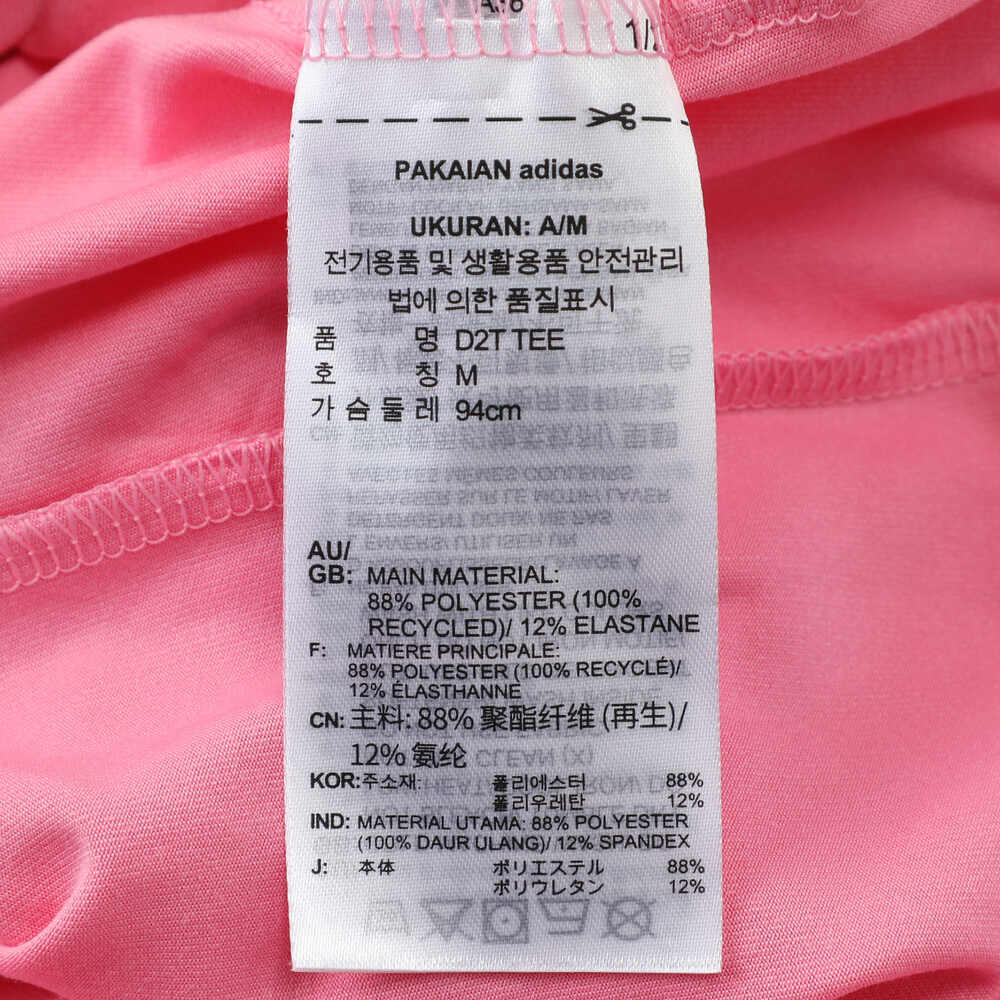 PAKAIAN adidas
UKURAN: A/M
전기용품 및 생활용품 안전관리
법에 의한 품질표시
품 명 D2T TEE
호 칭 M
가 슴 둘 레 94cm
AU/
GB: MAIN MATERIAL:
88% POLYESTER (100%
RECYCLED)/ 12% ELASTANE
F: MATIERE PRINCIPALE:
88% POLYESTER (100% RECYCLÉ)/
12% ÉLASTHANNE
CN: 主料: 88% 聚酯纤维 (再生)/
12% 氨纶
KOR:주소재: 폴리에스터 88%
폴리우레탄 12%
IND: MATERIAL UTAMA: 88% POLYESTER
(100% DAUR ULANG)/ 12% SPANDEX
J: 本体 ポリエステル 88%
ポリウレタン 12%